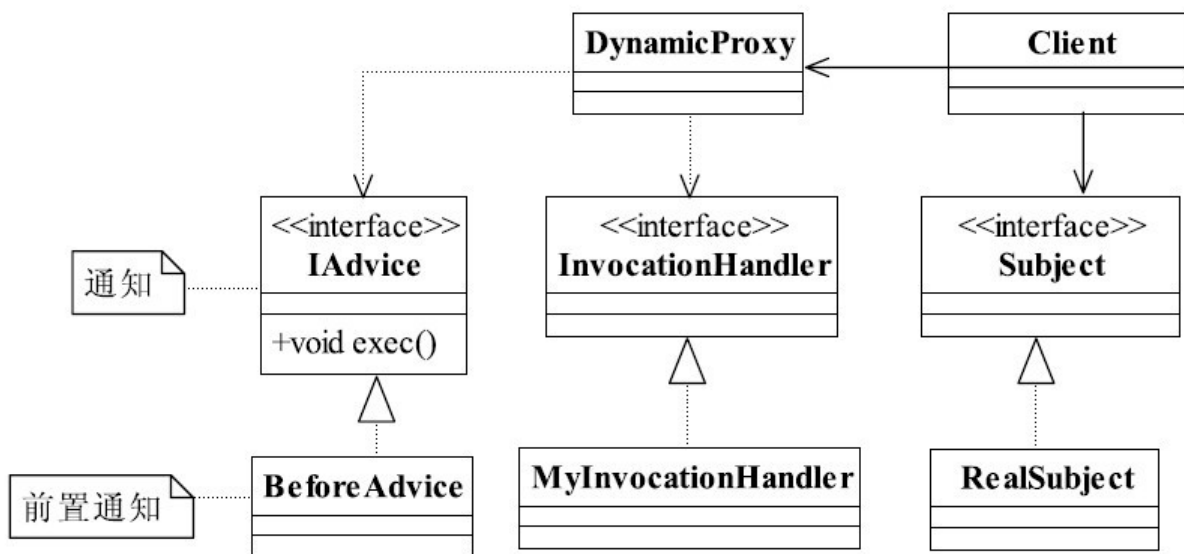 DynamicProxy
Client
<<interface>>
IAdvice
+void exec()
<<interface>>
InvocationHandler
<<interface>>
Subject
通知
BeforeAdvice
MyInvocationHandler
RealSubject
前置通知